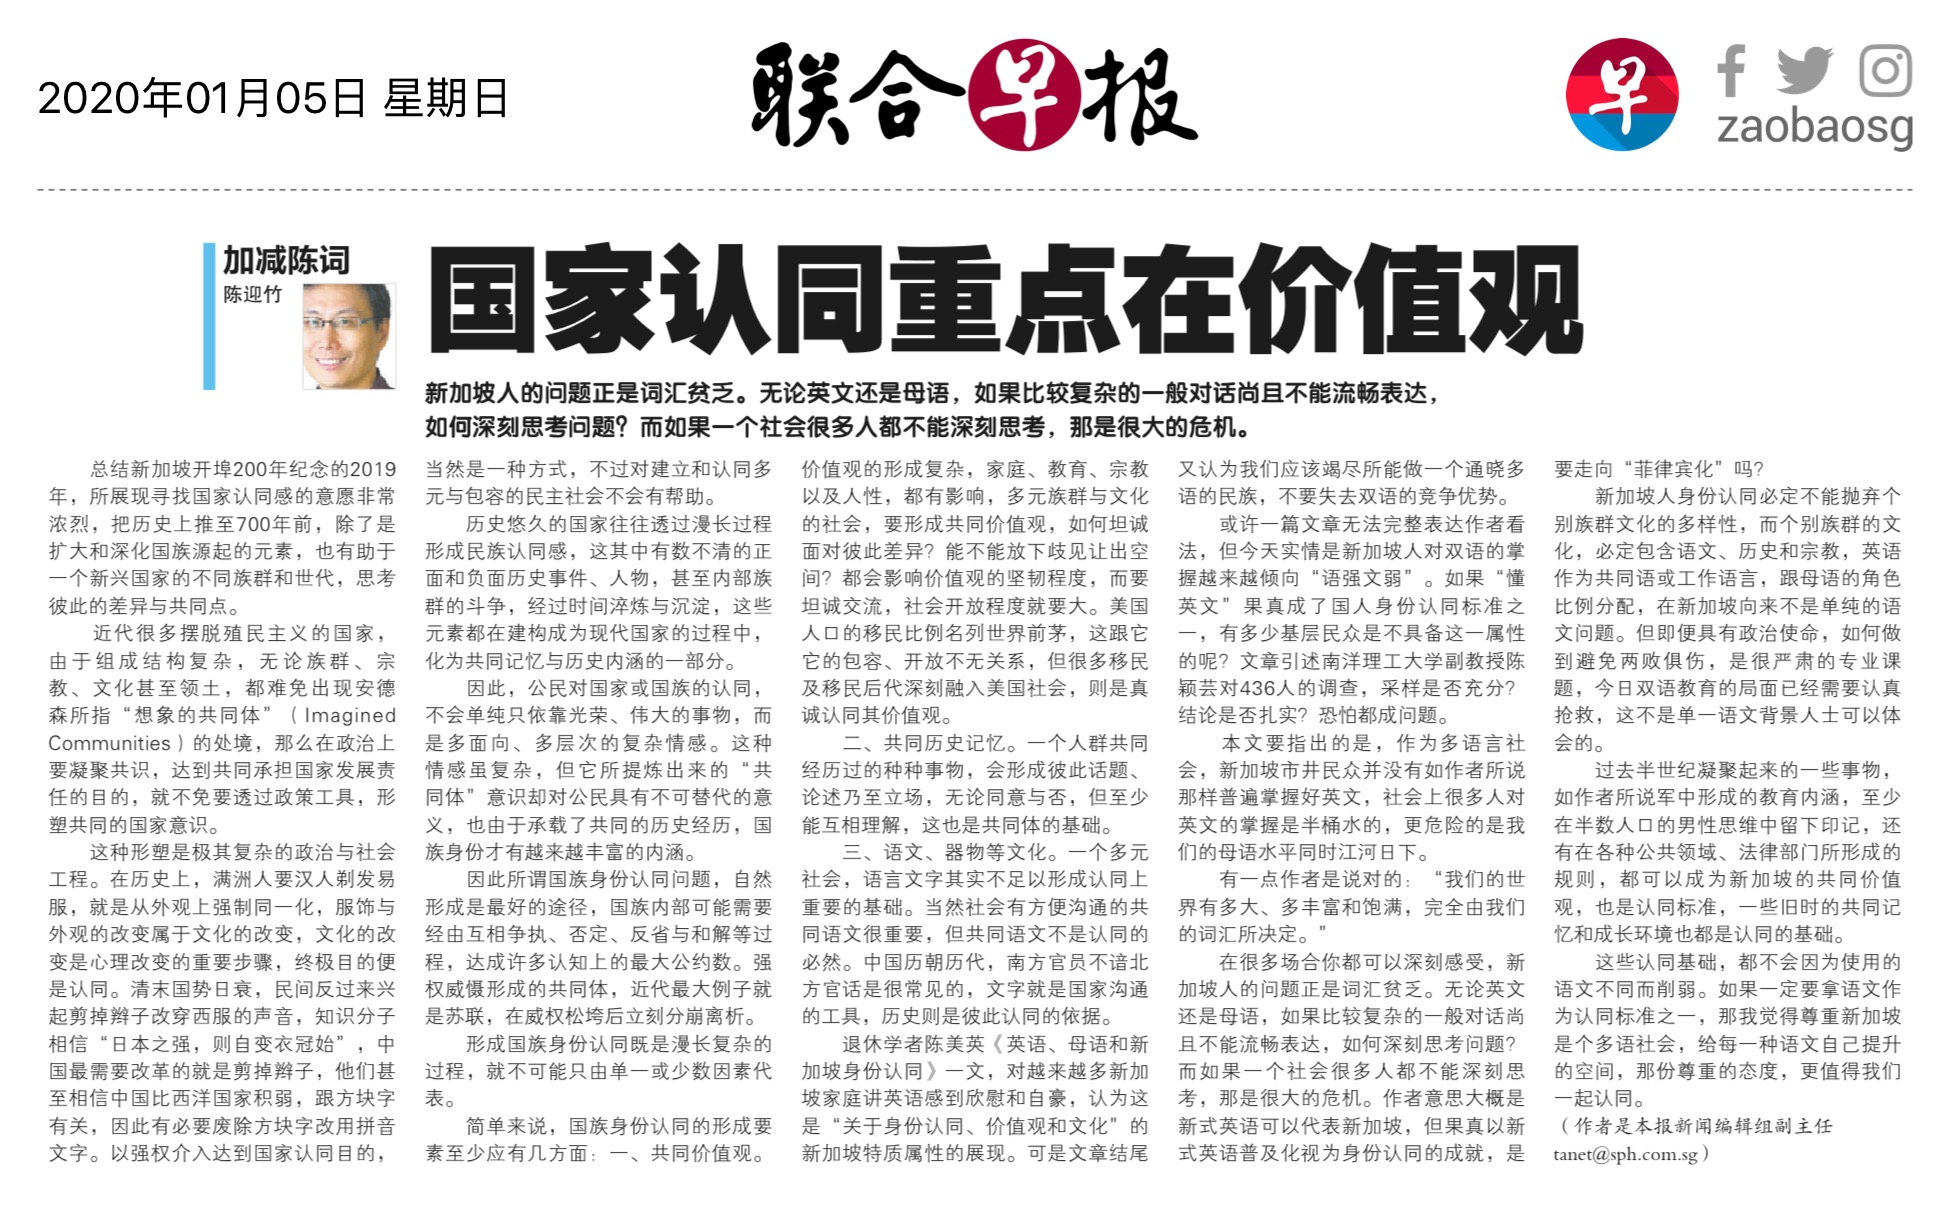 2020年01月05日 星期日
联合早报
早
zaobaosg
加减陈词
陈迎竹
国家认同重点在价值观
新加坡人的问题正是词汇贫乏。无论英文还是母语，如果比较复杂的一般对话尚且不能流畅表达，
如何深刻思考问题？而如果一个社会很多人都不能深刻思考，那是很大的危机。
总结新加坡开埠200年纪念的2019
年，所展现寻找国家认同感的意愿非常
浓烈，把历史上推至700年前，除了是
扩大和深化国族源起的元素，也有助于
一个新兴国家的不同族群和世代，思考
彼此的差异与共同点。
近代很多摆脱殖民主义的国家，
由于组成结构复杂，无论族群、宗
教、文化甚至领土，都难免出现安德
森所指“想象的共同体”（Imagined
Communities）的处境，那么在政治上
要凝聚共识，达到共同承担国家发展责
任的目的，就不免要透过政策工具，形
塑共同的国家意识。
这种形塑是极其复杂的政治与社会
工程。在历史上，满洲人要汉人剃发易
服，就是从外观上强制同一化，服饰与
外观的改变属于文化的改变，文化的改
变是心理改变的重要步骤，终极目的便
是认同。清末国势日衰，民间反过来兴
起剪掉辫子改穿西服的声音，知识分子
相信“日本之强，则自变衣冠始”，中
国最需要改革的就是剪掉辫子，他们甚
至相信中国比西洋国家积弱，跟方块字
有关，因此有必要废除方块字改用拼音
文字。以强权介入达到国家认同目的，
当然是一种方式，不过对建立和认同多
元与包容的民主社会不会有帮助。
历史悠久的国家往往透过漫长过程
形成民族认同感，这其中有数不清的正
面和负面历史事件、人物，甚至内部族
群的斗争，经过时间淬炼与沉淀，这些
元素都在建构成为现代国家的过程中，
化为共同记忆与历史内涵的一部分。
因此，公民对国家或国族的认同，
不会单纯只依靠光荣、伟大的事物，而
是多面向、多层次的复杂情感。这种
情感虽复杂，但它所提炼出来的“共
同体”意识却对公民具有不可替代的意
义，也由于承载了共同的历史经历，国
族身份才有越来越丰富的内涵。
因此所谓国族身份认同问题，自然
形成是最好的途径，国族内部可能需要
经由互相争执、否定、反省与和解等过
程，达成许多认知上的最大公约数。强
权威慑形成的共同体，近代最大例子就
是苏联，在威权松垮后立刻分崩离析。
形成国族身份认同既是漫长复杂的
过程，就不可能只由单一或少数因素代
表。
简单来说，国族身份认同的形成要
素至少应有几方面：一、共同价值观。
价值观的形成复杂，家庭、教育、宗教
以及人性，都有影响，多元族群与文化
的社会，要形成共同价值观，如何坦诚
面对彼此差异？能不能放下歧见让出空
间？都会影响价值观的坚韧程度，而要
坦诚交流，社会开放程度就要大。美国
人口的移民比例名列世界前茅，这跟它
它的包容、开放不无关系，但很多移民
及移民后代深刻融入美国社会，则是真
诚认同其价值观。
二、共同历史记忆。一个人群共同
经历过的种种事物，会形成彼此话题、
论述乃至立场，无论同意与否，但至少
能互相理解，这也是共同体的基础。
三、语文、器物等文化。一个多元
社会，语言文字其实不足以形成认同上
重要的基础。当然社会有方便沟通的共
同语文很重要，但共同语文不是认同的
必然。中国历朝历代，南方官员不谙北
方官话是很常见的，文字就是国家沟通
的工具，历史则是彼此认同的依据。
退休学者陈美英《英语、母语和新
加坡身份认同》一文，对越来越多新加
坡家庭讲英语感到欣慰和自豪，认为这
是“关于身份认同、价值观和文化”的
新加坡特质属性的展现。可是文章结尾
又认为我们应该竭尽所能做一个通晓多
语的民族，不要失去双语的竞争优势。
或许一篇文章无法完整表达作者看
法，但今天实情是新加坡人对双语的掌
握越来越倾向“语强文弱”。如果“懂
英文”果真成了国人身份认同标准之
一，有多少基层民众是不具备这一属性
的呢？文章引述南洋理工大学副教授陈
颖芸对436人的调查，采样是否充分？
结论是否扎实？恐怕都成问题。
本文要指出的是，作为多语言社
会，新加坡市井民众并没有如作者所说
那样普遍掌握好英文，社会上很多人对
英文的掌握是半桶水的，更危险的是我
们的母语水平同时江河日下。
有一点作者是说对的：“我们的世
界有多大、多丰富和饱满，完全由我们
的词汇所决定。”
在很多场合你都可以深刻感受，新
加坡人的问题正是词汇贫乏。无论英文
还是母语，如果比较复杂的一般对话尚
且不能流畅表达，如何深刻思考问题？
而如果一个社会很多人都不能深刻思
考，那是很大的危机。作者意思大概是
新式英语可以代表新加坡，但果真以新
式英语普及化视为身份认同的成就，是
要走向“菲律宾化”吗？
新加坡人身份认同必定不能抛弃个
别族群文化的多样性，而个别族群的文
化，必定包含语文、历史和宗教，英语
作为共同语或工作语言，跟母语的角色
比例分配，在新加坡向来不是单纯的语
文问题。但即便具有政治使命，如何做
到避免两败俱伤，是很严肃的专业课
题，今日双语教育的局面已经需要认真
抢救，这不是单一语文背景人士可以体
会的。
过去半世纪凝聚起来的一些事物，
如作者所说军中形成的教育内涵，至少
在半数人口的男性思维中留下印记，还
有在各种公共领域、法律部门所形成的
规则，都可以成为新加坡的共同价值
观，也是认同标准，一些旧时的共同记
忆和成长环境也都是认同的基础。
这些认同基础，都不会因为使用的
语文不同而削弱。如果一定要拿语文作
为认同标准之一，那我觉得尊重新加坡
是个多语社会，给每一种语文自己提升
的空间，那份尊重的态度，更值得我们
一起认同。
（作者是本报新闻编辑组副主任
tanet@sph.com.sg）